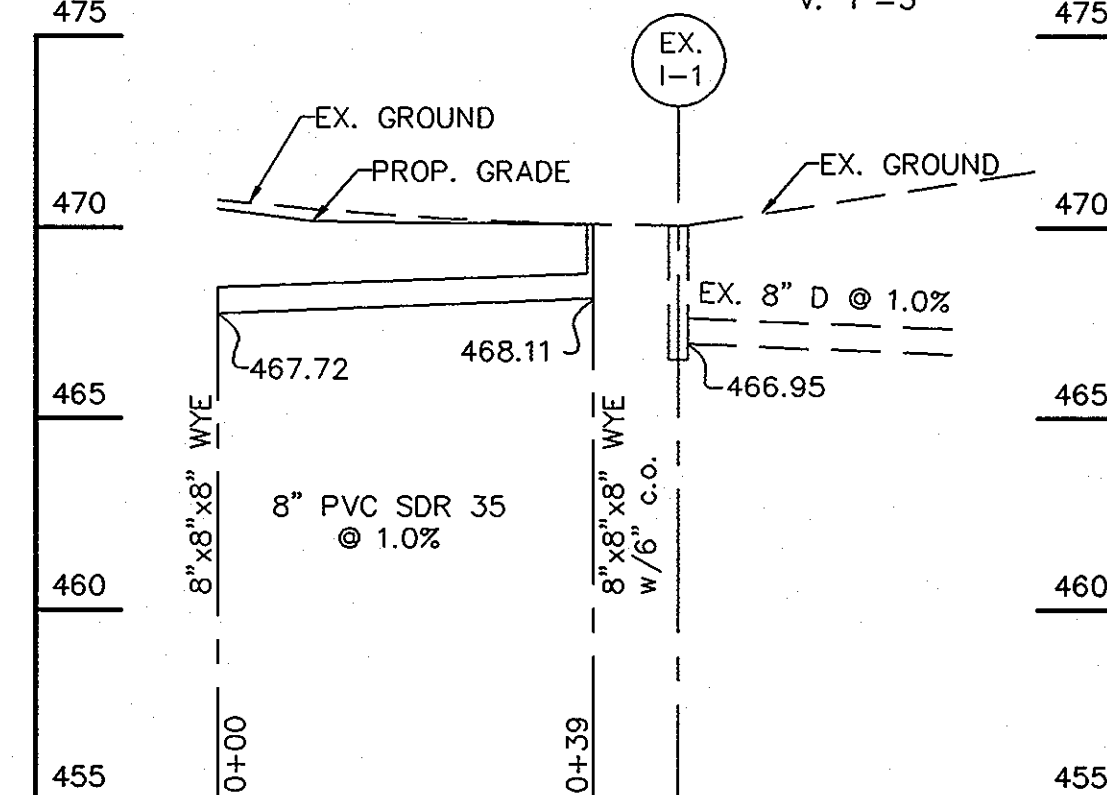 475
V. 1"=5'
475
EX.
I-1
EX. GROUND
PROP. GRADE
EX. GROUND
470
470
EX. 8" D @ 1.0%
467.72
468.11
466.95
465
465
8"x8"x8" WYE
8" PVC SDR 35
@ 1.0%
8"x8"x8" WYE
w/6" c.o.
460
460
0+00
0+39
455
455